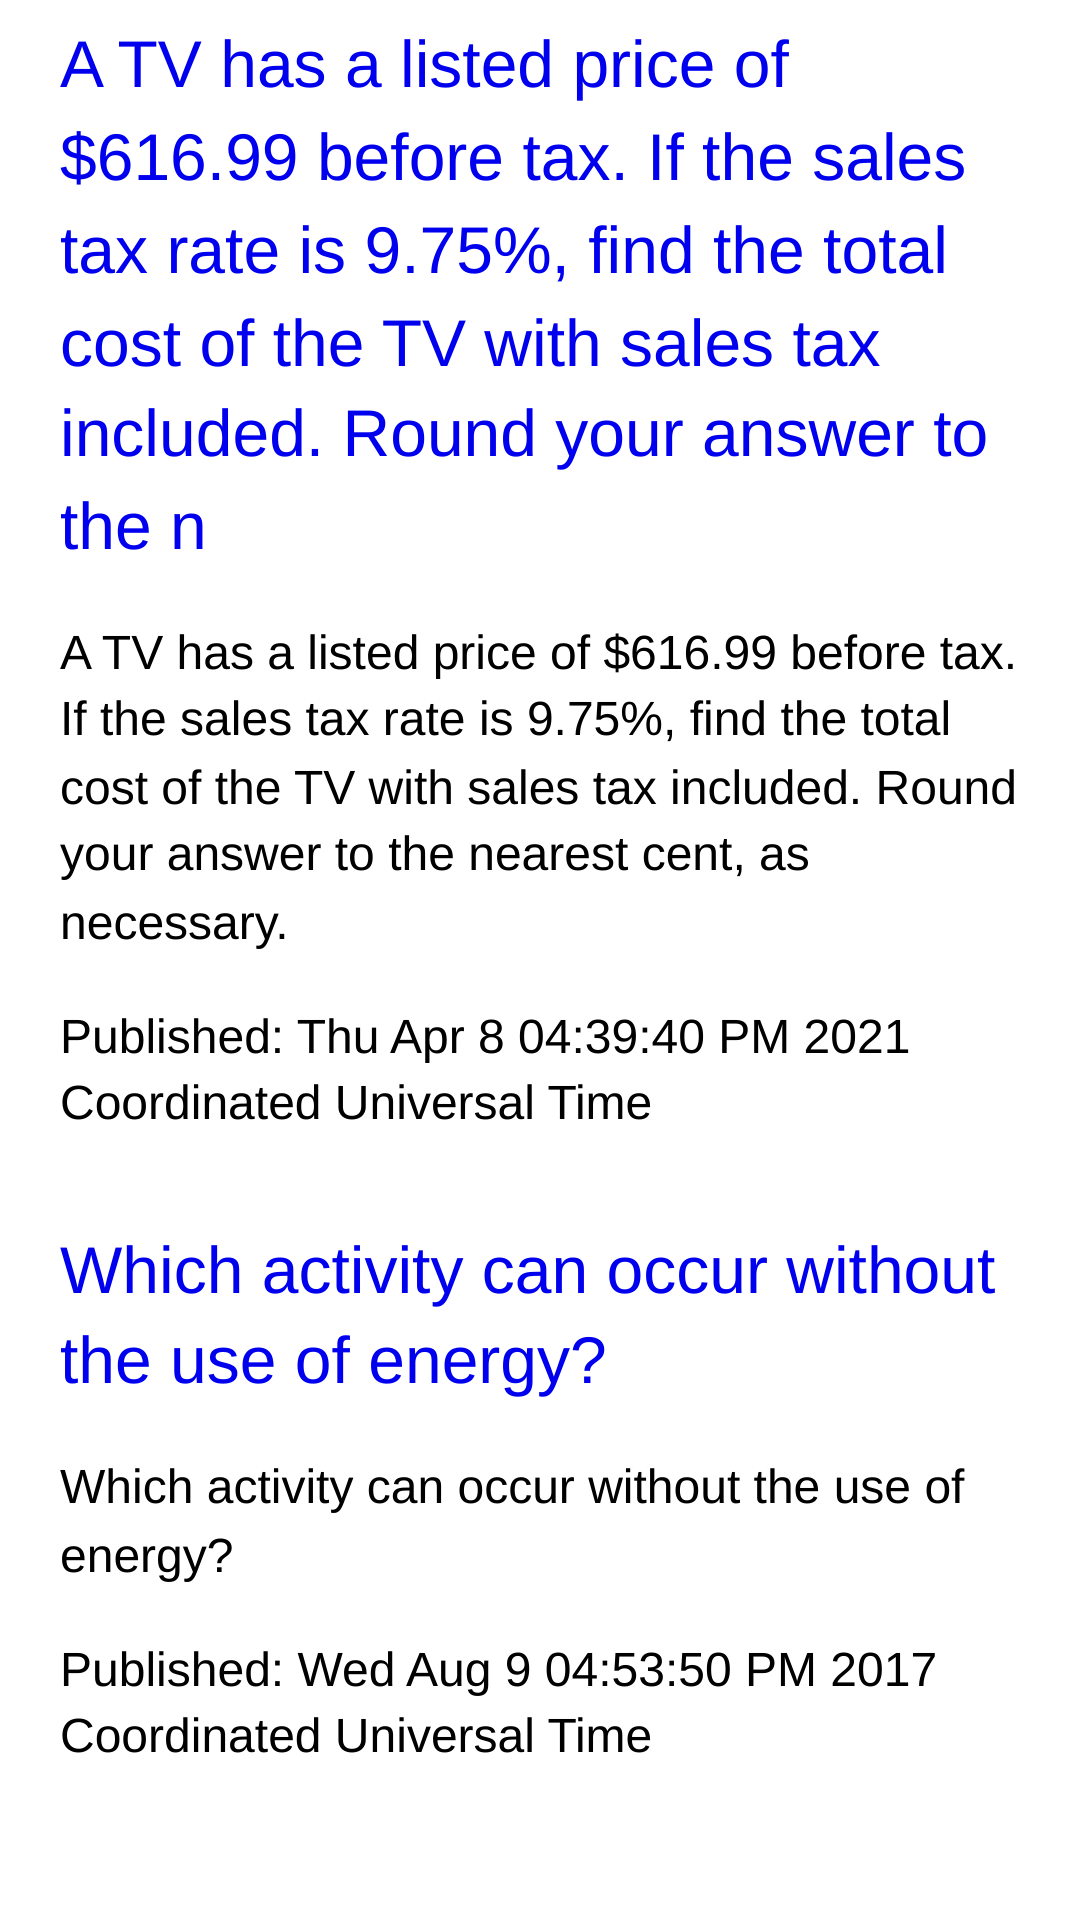 A TV has a listed price of
$616.99 before tax. If the sales
tax rate is 9.75%, find the total
cost of the TV with sales tax
included. Round your answer to
the n
A TV has a listed price of $616.99 before tax.
If the sales tax rate is 9.75%, find the total
cost of the TV with sales tax included. Round
your answer to the nearest cent, as
necessary.
Published: Thu Apr 8 04:39:40 PM 2021
Coordinated Universal Time
Which activity can occur without
the use of energy?
Which activity can occur without the use of
energy?
Published: Wed Aug 9 04:53:50 PM 2017
Coordinated Universal Time